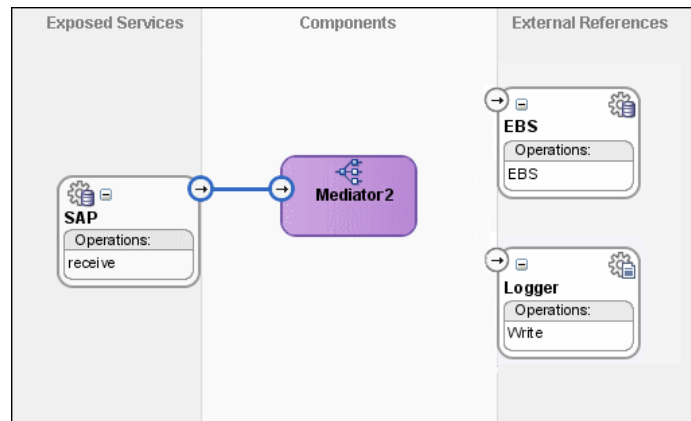 Exposed Services
Components
External References
EBS
Operations:
EBS
Mediator2
SAP
Operations:
receive
Logger
Operations:
Write